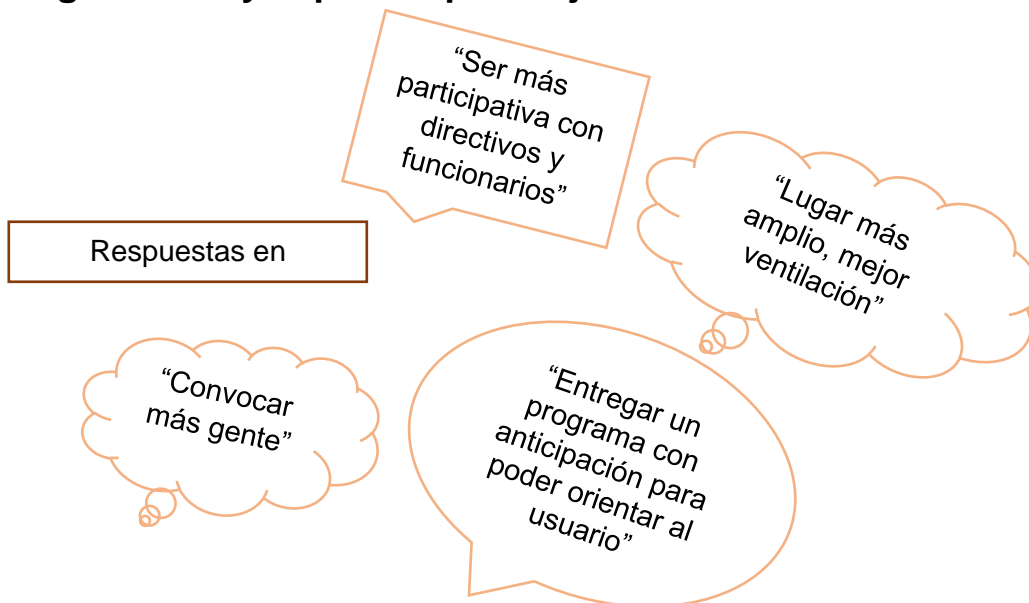 “Ser más
participativa con
directivos y
funcionarios”
“Lugar más
amplio, mejor
ventilación”
Respuestas en
“Convocar
más gente”
“Entregar un
programa con
anticipación para
poder orientar al
usuario”